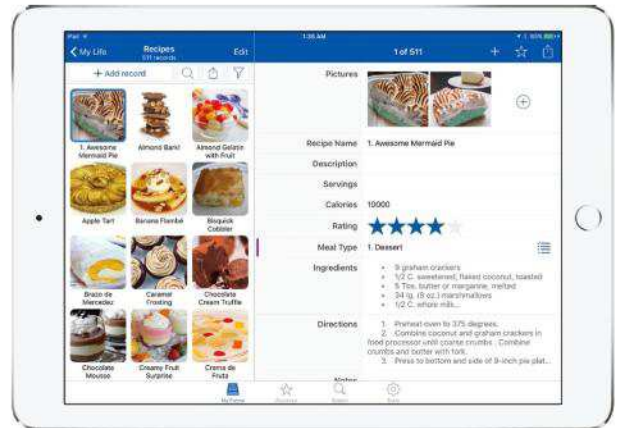 iPad
1:36 AM
My Life
Recipes
511 records
Edit
1 of 511
+ Add record
1. Awesome
Mermaid Pie
Almond Bark!
Almond Gelatin
with Fruit
Apple Tart
Banana Flambé
Bisquick
Cobbler
Brazo de
Mercedez
Caramel
Frosting
Chocolate
Cream Truffle
Chocolate
Mousse
Creamy Fruit
Surprise
Crema de
Fruta
Pictures
Recipe Name 1. Awesome Mermaid Pie
Description
Servings
Calories 10000
Rating
Meal Type 1. Dessert
Ingredients
• 9 graham crackers
• 1/2 C. sweetened, flaked coconut, toasted
• 5 Tbs. butter or margarine, melted
• 34 lg. (8 oz.) marshmallows
• 1/2 C. whole milk...
Directions
1. Preheat oven to 375 degrees.
2. Combine coconut and graham crackers in
food processor until coarse crumbs . Combine
crumbs and butter with fork.
3. Press to bottom and side of 9-inch pie plat...
Notes
My Forms
Search